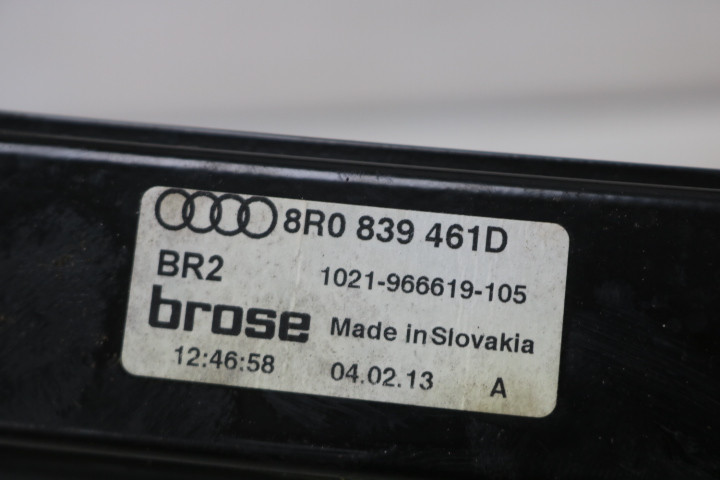 8R0 839 461D
BR2 1021-966619-105
brose Made in Slovakia
12:46:58 04.02.13 A